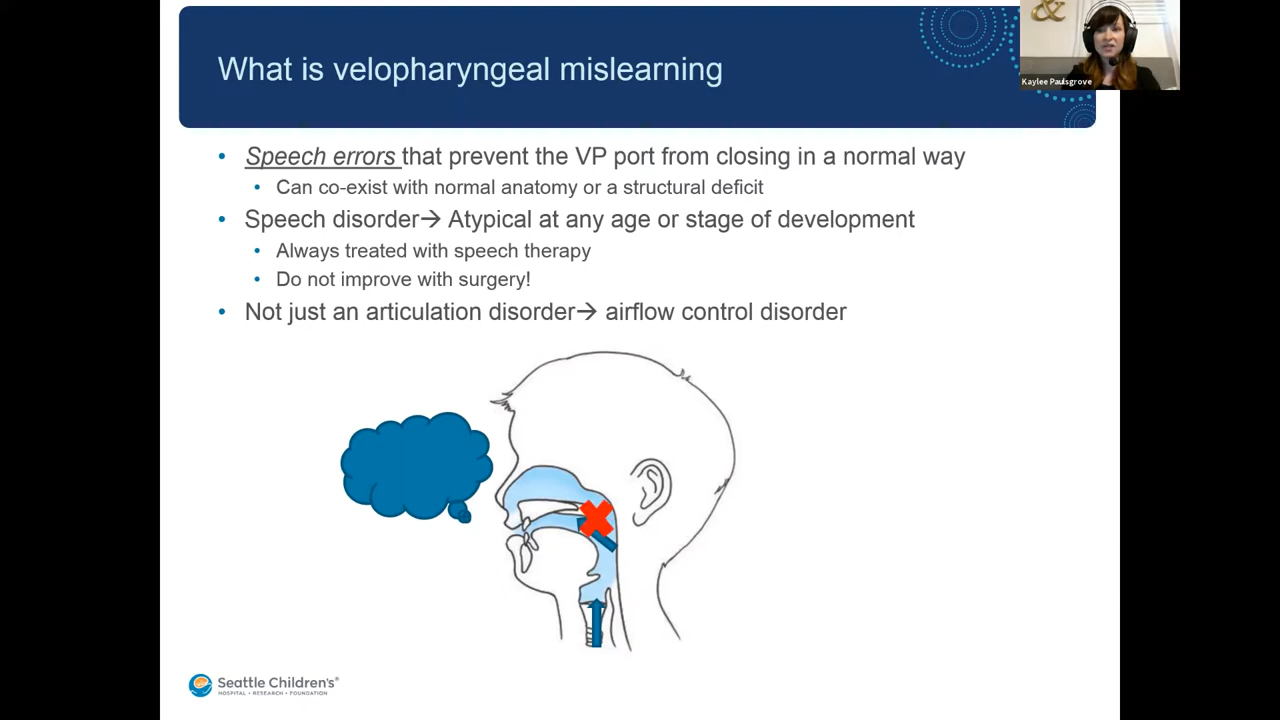 What is velopharyngeal mislearning
Kaylee Paulsgrove
• Speech errors that prevent the VP port from closing in a normal way
• Can co-exist with normal anatomy or a structural deficit
• Speech disorder→ Atypical at any age or stage of development
• Always treated with speech therapy
• Do not improve with surgery!
• Not just an articulation disorder→ airflow control disorder
Seattle Children's®
HOSPITAL • RESEARCH • FOUNDATION